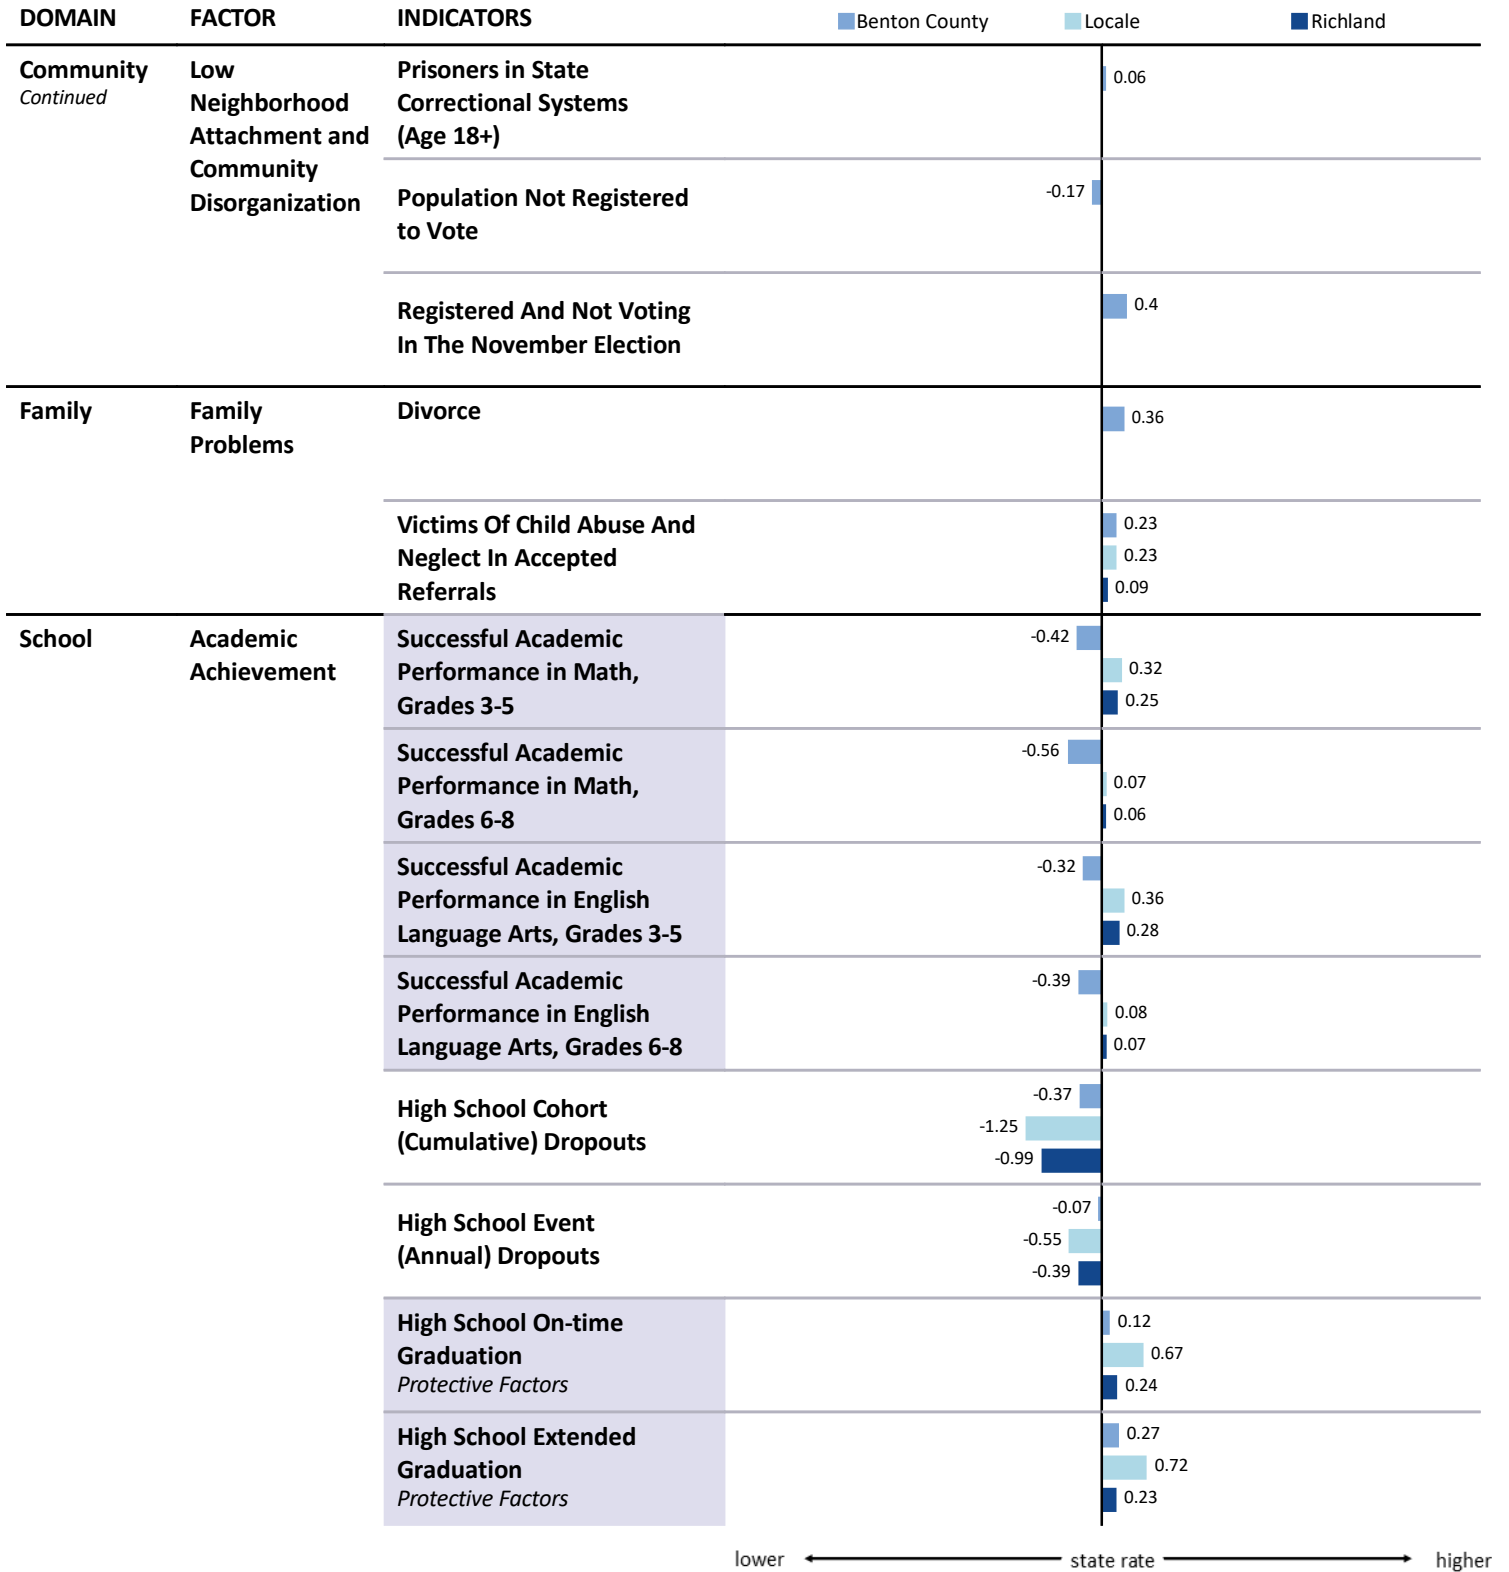 DOMAIN FACTOR INDICATORS Benton County Locale Richland
Community
Continued
Low
Neighborhood
Attachment and
Community
Disorganization
Prisoners in State
Correctional Systems
(Age 18+)
0.06
Population Not Registered
to Vote
-0.17
Registered And Not Voting
In The November Election
0.4
Family
Family
Problems
Divorce
0.36
Victims Of Child Abuse And
Neglect In Accepted
Referrals
0.23
0.23
0.09
School
Academic
Achievement
Successful Academic
Performance in Math,
Grades 3-5
-0.42
0.32
0.25
Successful Academic
Performance in Math,
Grades 6-8
-0.56
0.07
0.06
Successful Academic
Performance in English
Language Arts, Grades 3-5
-0.32
0.36
0.28
Successful Academic
Performance in English
Language Arts, Grades 6-8
-0.39
0.08
0.07
High School Cohort
(Cumulative) Dropouts
-0.37
-1.25
-0.99
High School Event
(Annual) Dropouts
-0.07
-0.55
-0.39
High School On-time
Graduation
Protective Factors
0.12
0.67
0.24
High School Extended
Graduation
Protective Factors
0.27
0.72
0.23
lower state rate higher